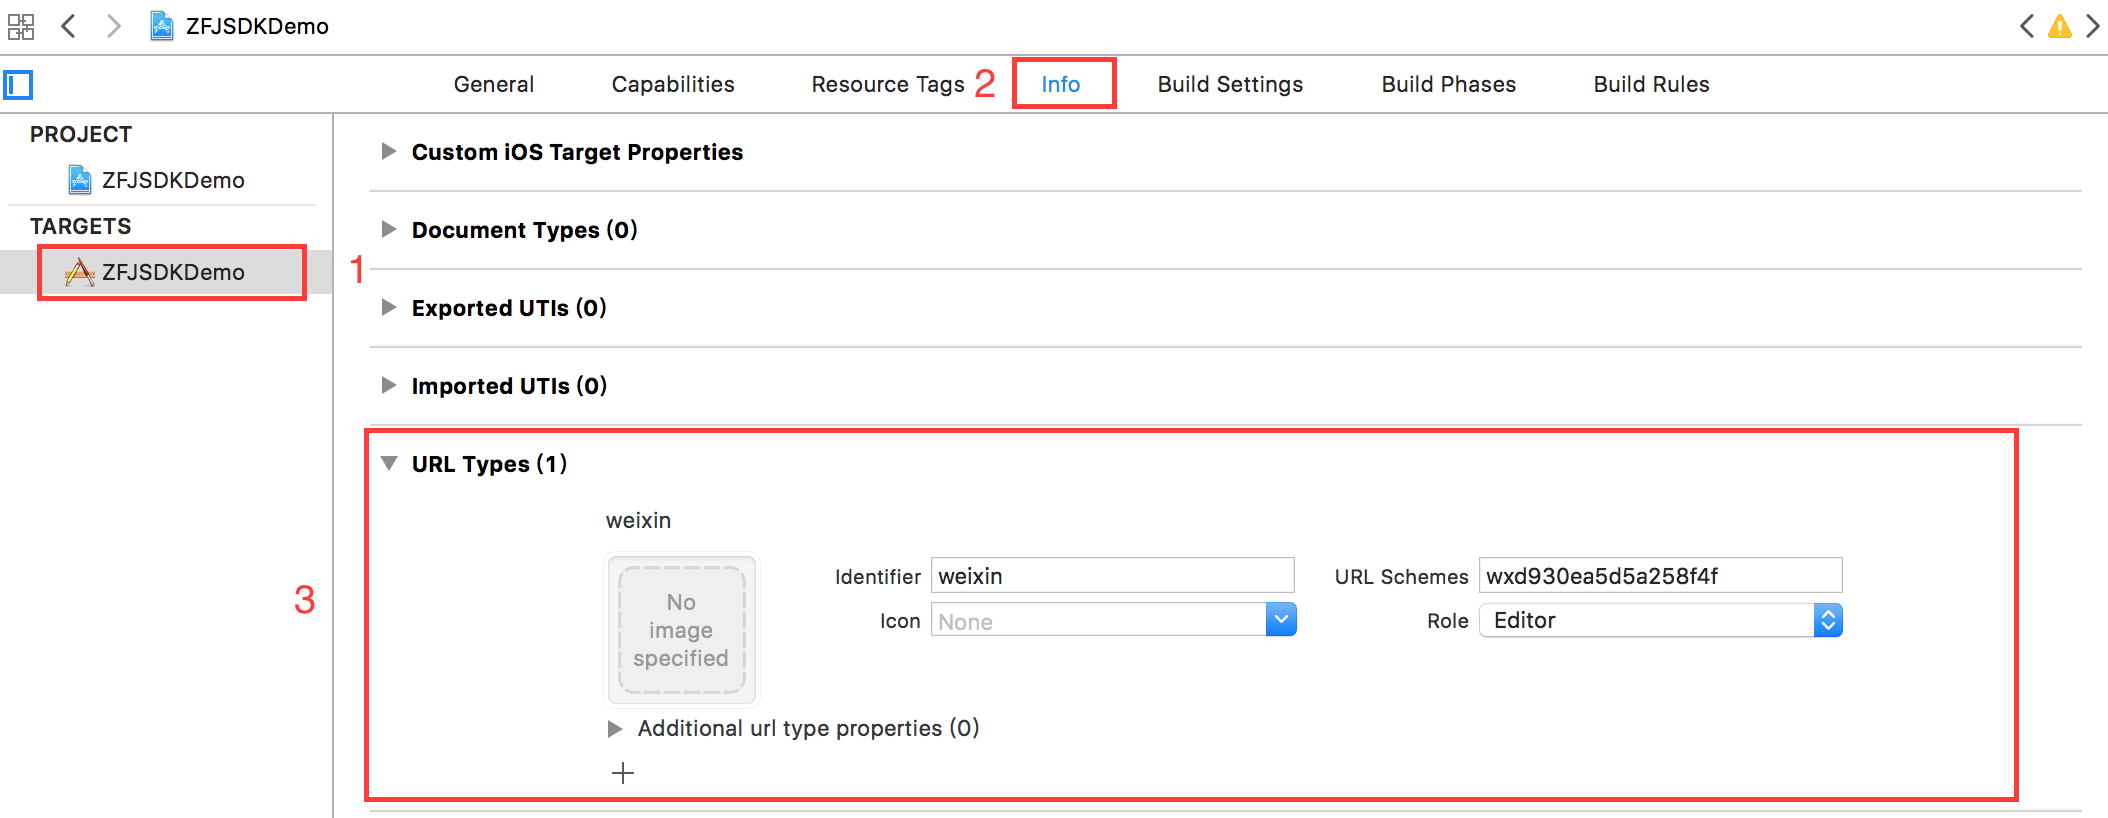 ZFJSDKDemo
General Capabilities Resource Tags 2 Info Build Settings Build Phases Build Rules
PROJECT
ZFJSDKDemo
TARGETS
ZFJSDKDemo
1
Custom iOS Target Properties
Document Types (0)
Exported UTIs (0)
Imported UTIs (0)
3
URL Types (1)
weixin
No
image
specified
Identifier weixin URL Schemes wxd930ea5d5a258f4f
Icon None Role Editor
Additional url type properties (0)